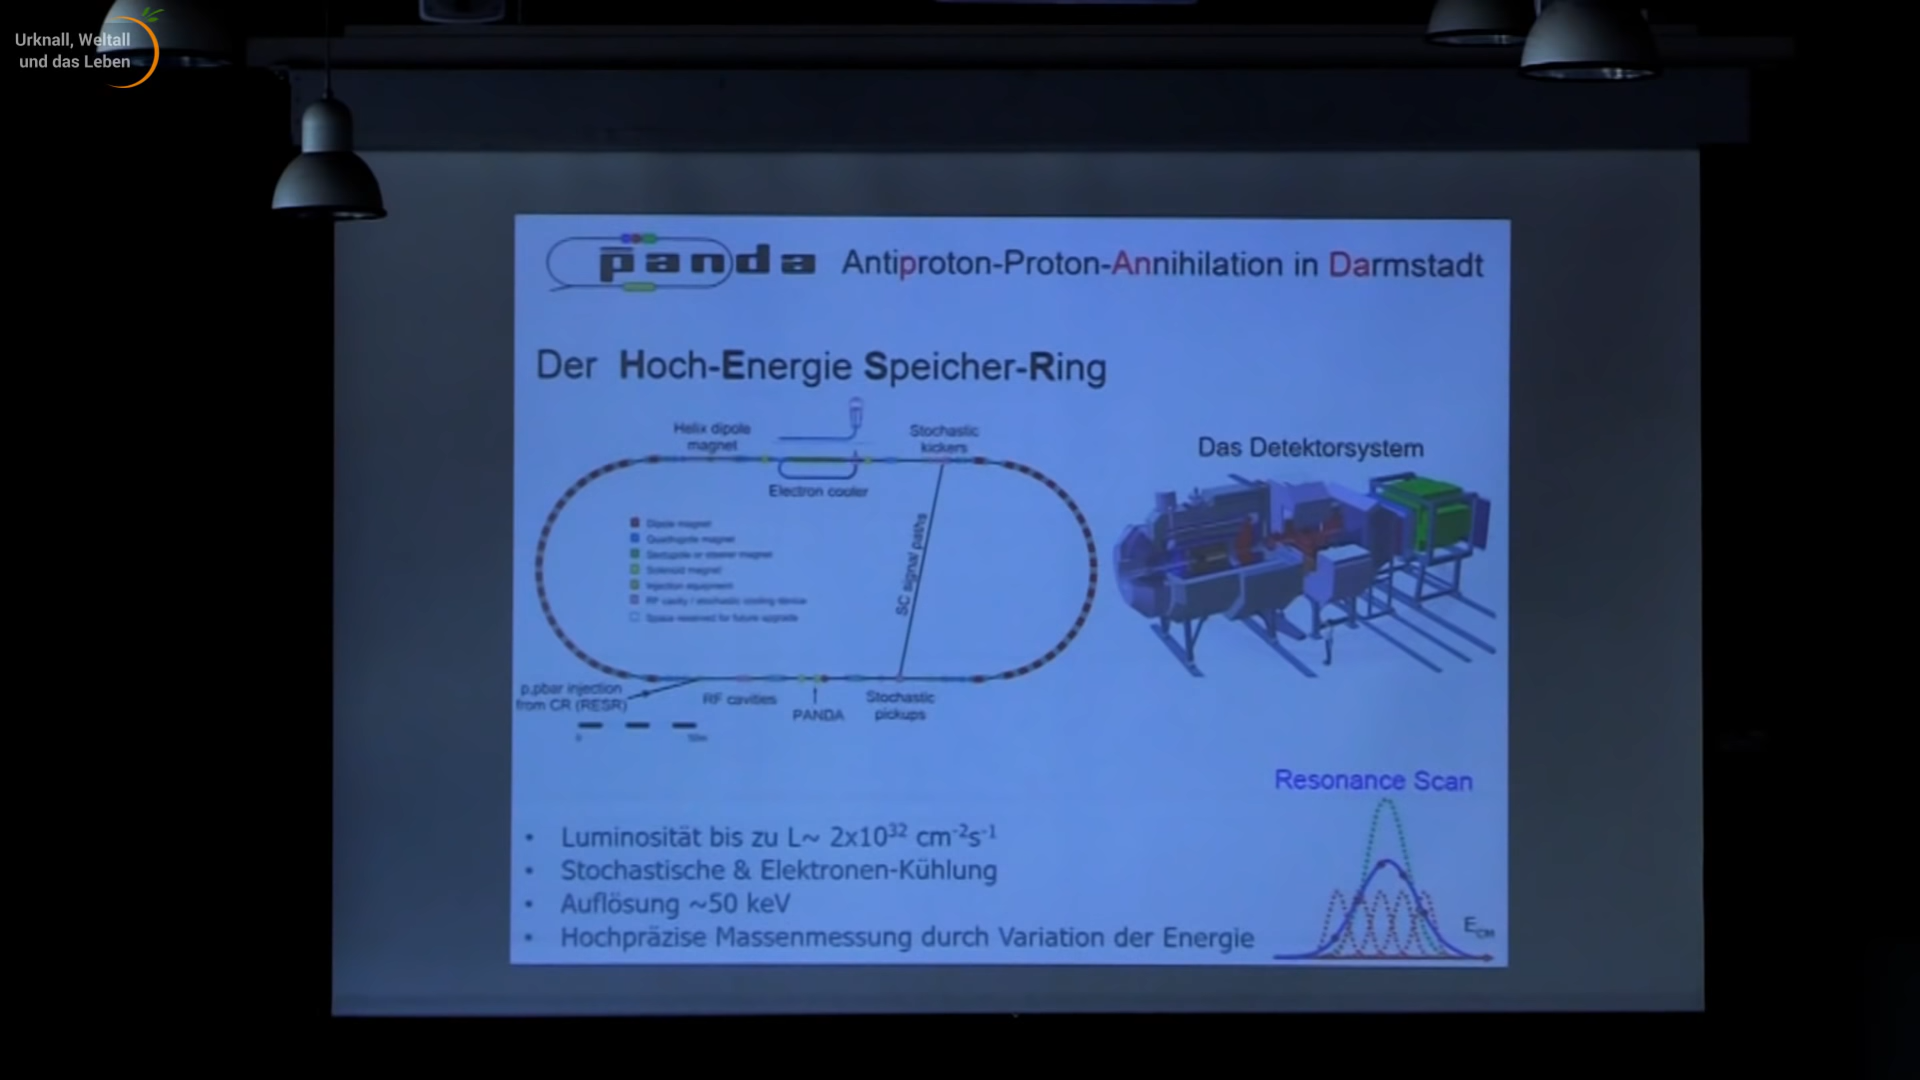 Urknall, Weltall
und das Leben
panda
Antiproton-Proton-Annihilation in Darmstadt
Der Hoch-Energie Speicher-Ring
Helix dipole
magnet
Stochastic
kickers
Electron cooler
Das Detektorsystem
Dipole magnet
Quadrupole magnet
Sextupole or steerer magnet
Solenoid magnet
Injection equipment
RF cavity / stochastic cooling device
Space reserved for future upgrade
SC signal paths
p,pbar injection
from CR (RESR)
RF cavities
PANDA
Stochastic
pickups
0
50m
Resonance Scan
• Luminosität bis zu L~ 2x10³² cm⁻²s⁻¹
• Stochastische & Elektronen-Kühlung
• Auflösung ~50 keV
• Hochpräzise Massenmessung durch Variation der Energie
E_CM